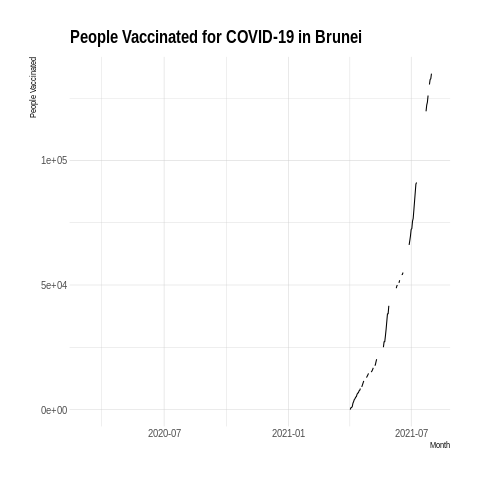 People Vaccinated for COVID-19 in Brunei
People Vaccinated
1e+05
5e+04
0e+00
2020-07
2021-01
2021-07
Month